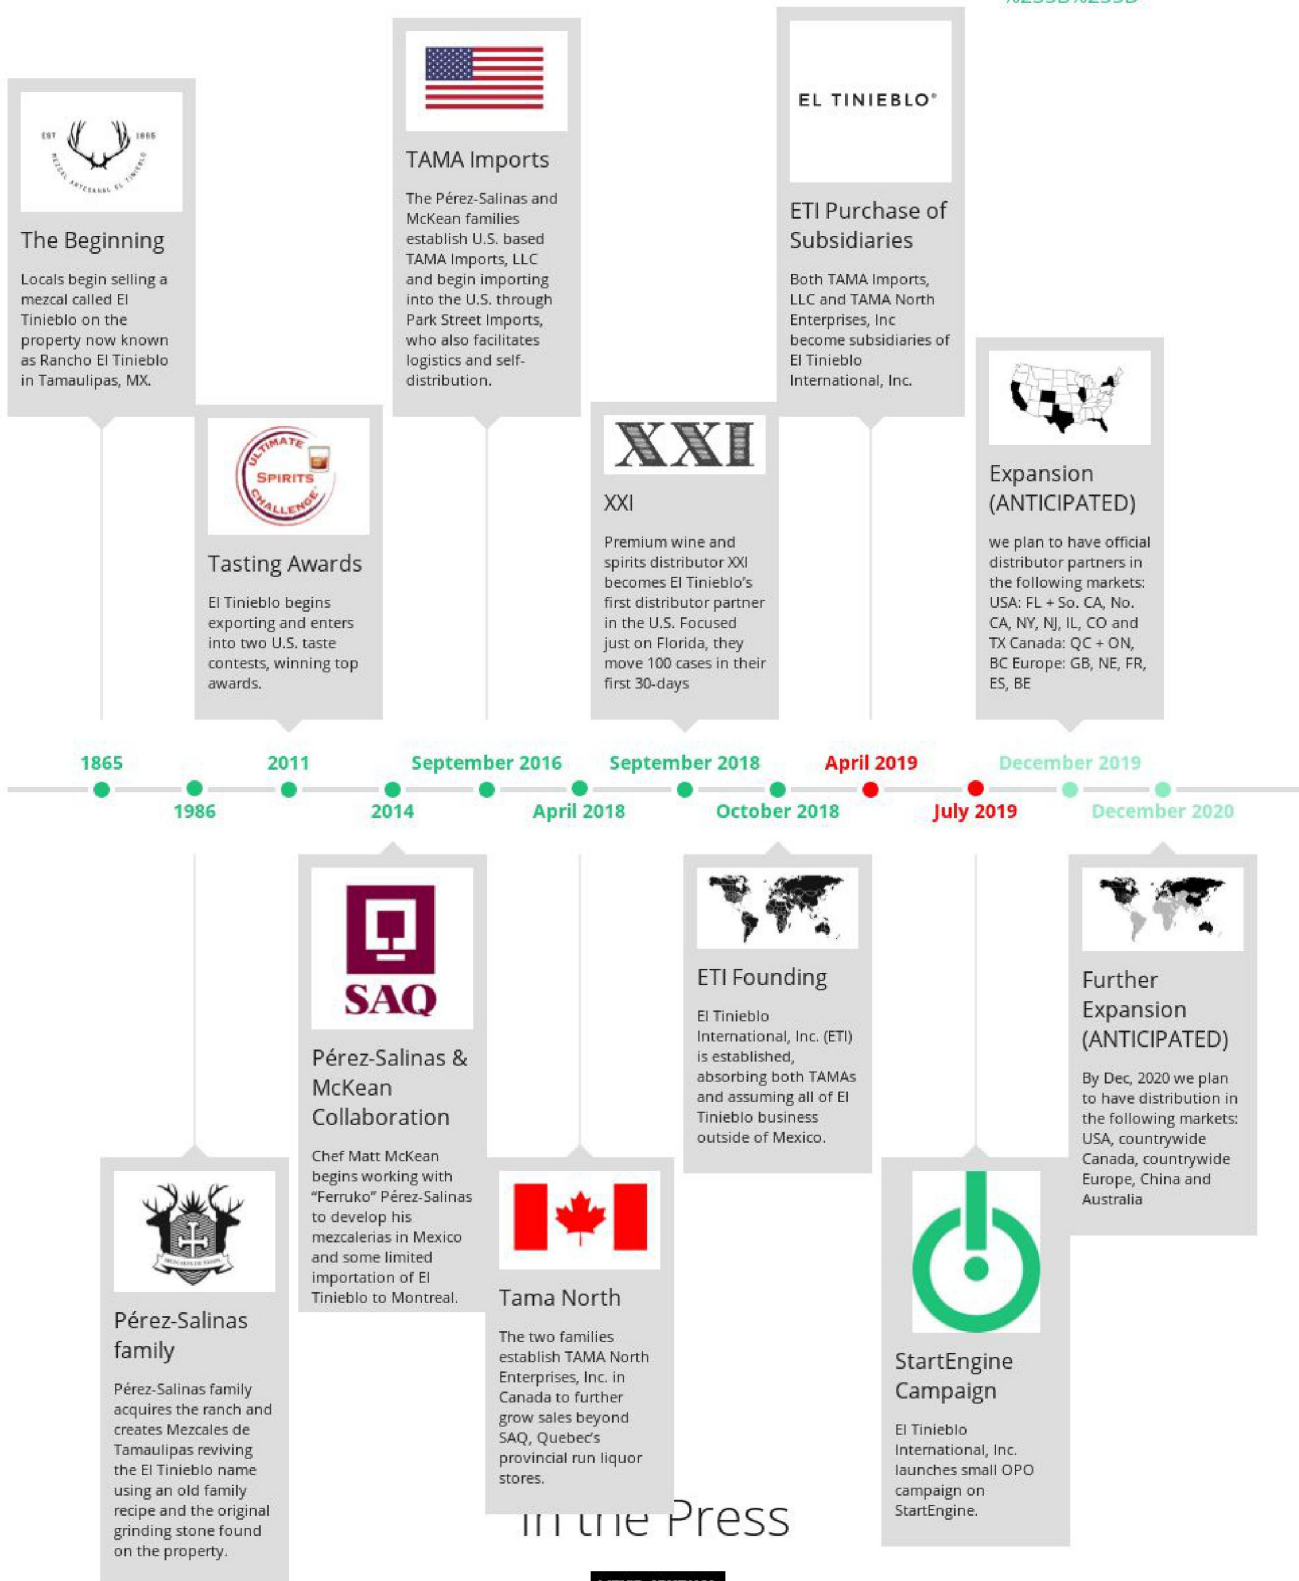 EST 1865
MEZCAL ARTESANAL EL TINIEBLO
The Beginning
Locals begin selling a
mezcal called El
Tinieblo on the
property now known
as Rancho El Tinieblo
in Tamaulipas, MX.
ULTIMATE
SPIRITS
CHALLENGE
Tasting Awards
El Tinieblo begins
exporting and enters
into two U.S. taste
contests, winning top
awards.
TAMA Imports
The Pérez-Salinas and
McKean families
establish U.S. based
TAMA Imports, LLC
and begin importing
into the U.S. through
Park Street Imports,
who also facilitates
logistics and self-
distribution.
XXI
XXI
Premium wine and
spirits distributor XXI
becomes El Tinieblo's
first distributor partner
in the U.S. Focused
just on Florida, they
move 100 cases in their
first 30-days
EL TINIEBLO®
ETI Purchase of
Subsidiaries
Both TAMA Imports,
LLC and TAMA North
Enterprises, Inc
become subsidiaries of
El Tinieblo
International, Inc.
Expansion
(ANTICIPATED)
we plan to have official
distributor partners in
the following markets:
USA: FL + So. CA, No.
CA, NY, NJ, IL, CO and
TX Canada: QC + ON,
BC Europe: GB, NE, FR,
ES, BE
1865
2011
September 2016
September 2018
April 2019
December 2019
1986
2014
April 2018
October 2018
July 2019
December 2020
Pérez-Salinas
family
Pérez-Salinas family
acquires the ranch and
creates Mezcales de
Tamaulipas reviving
the El Tinieblo name
using an old family
recipe and the original
grinding stone found
on the property.
SAQ
Pérez-Salinas &
McKean
Collaboration
Chef Matt McKean
begins working with
“Ferruko” Pérez-Salinas
to develop his
mezcalerias in Mexico
and some limited
importation of El
Tinieblo to Montreal.
Tama North
The two families
establish TAMA North
Enterprises, Inc. in
Canada to further
grow sales beyond
SAQ, Quebec's
provincial run liquor
stores.
ETI Founding
El Tinieblo
International, Inc. (ETI)
is established,
absorbing both TAMAs
and assuming all of El
Tinieblo business
outside of Mexico.
StartEngine
Campaign
El Tinieblo
International, Inc.
launches small OPO
campaign on
StartEngine.
Further
Expansion
(ANTICIPATED)
By Dec, 2020 we plan
to have distribution in
the following markets:
USA, countrywide
Canada, countrywide
Europe, China and
Australia
In the Press